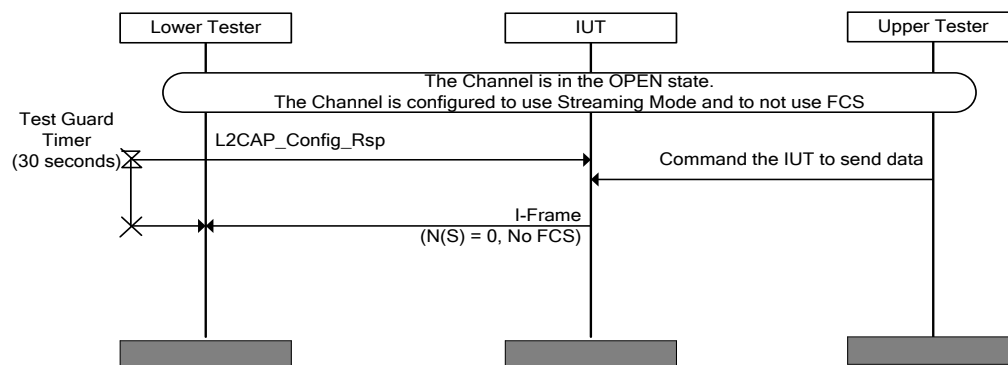 Lower Tester
IUT
Upper Tester
The Channel is in the OPEN state.
The Channel is configured to use Streaming Mode and to not use FCS
Test Guard
Timer
(30 seconds)
L2CAP_Config_Rsp
Command the IUT to send data
I-Frame
(N(S) = 0, No FCS)